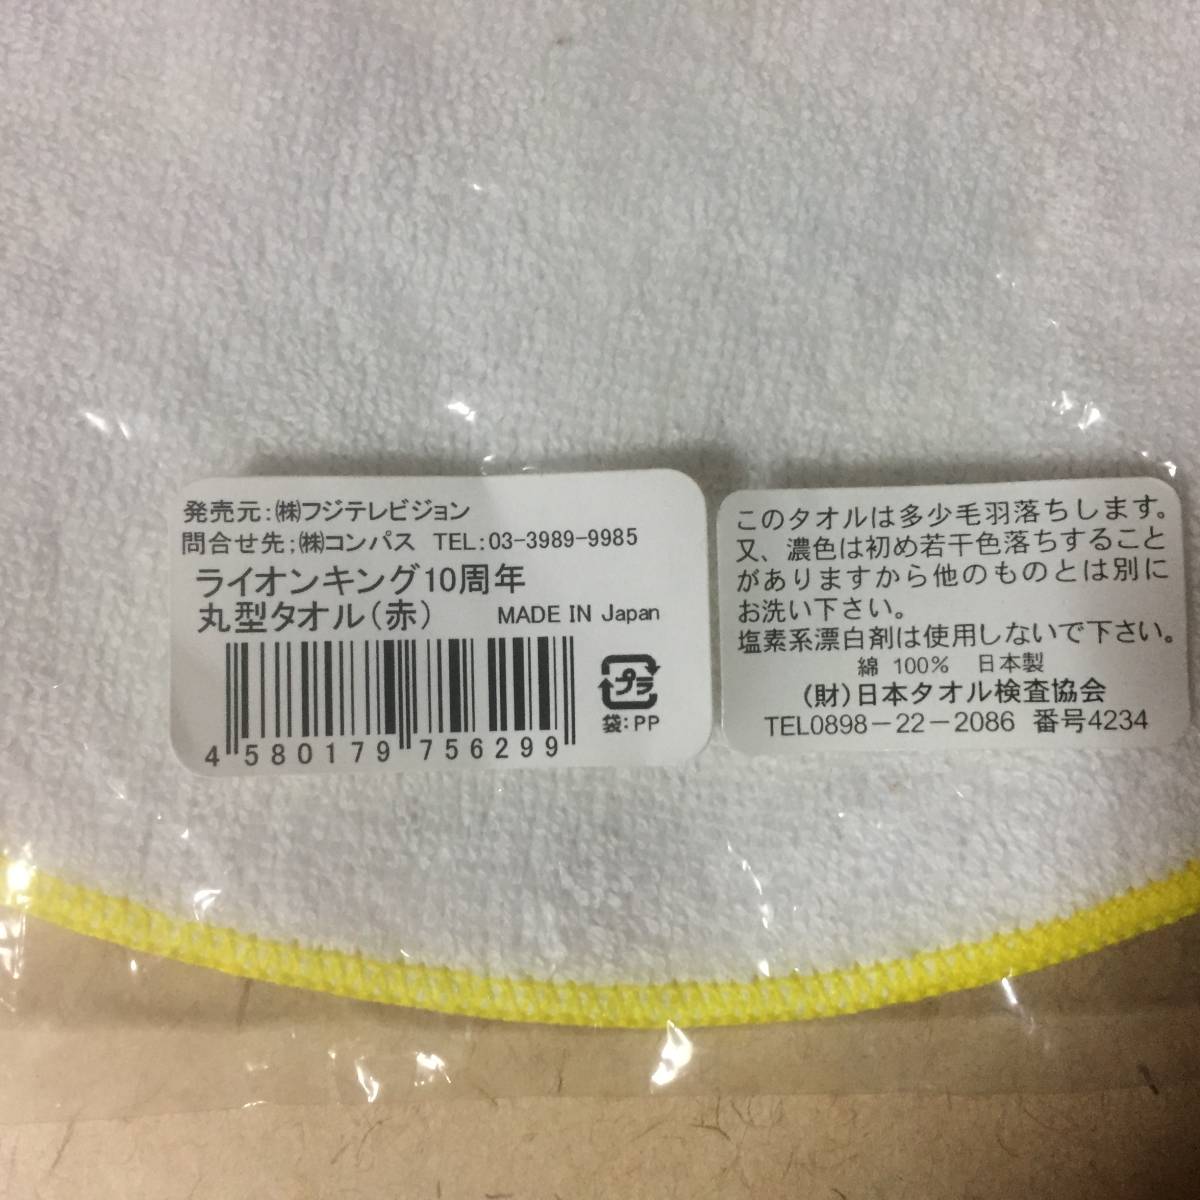 発売元:㈱フジテレビジョン
問合せ先;㈱コンパス TEL:03-3989-9985
ライオンキング10周年
丸型タオル(赤) MADE IN Japan
4 580179 756299
プラ
袋:PP
このタオルは多少毛羽落ちします。
又、濃色は初め若干色落ちすること
がありますから他のものとは別に
お洗い下さい。
塩素系漂白剤は使用しないで下さい。
綿 100% 日本製
(財)日本タオル検査協会
TEL0898-22-2086 番号4234